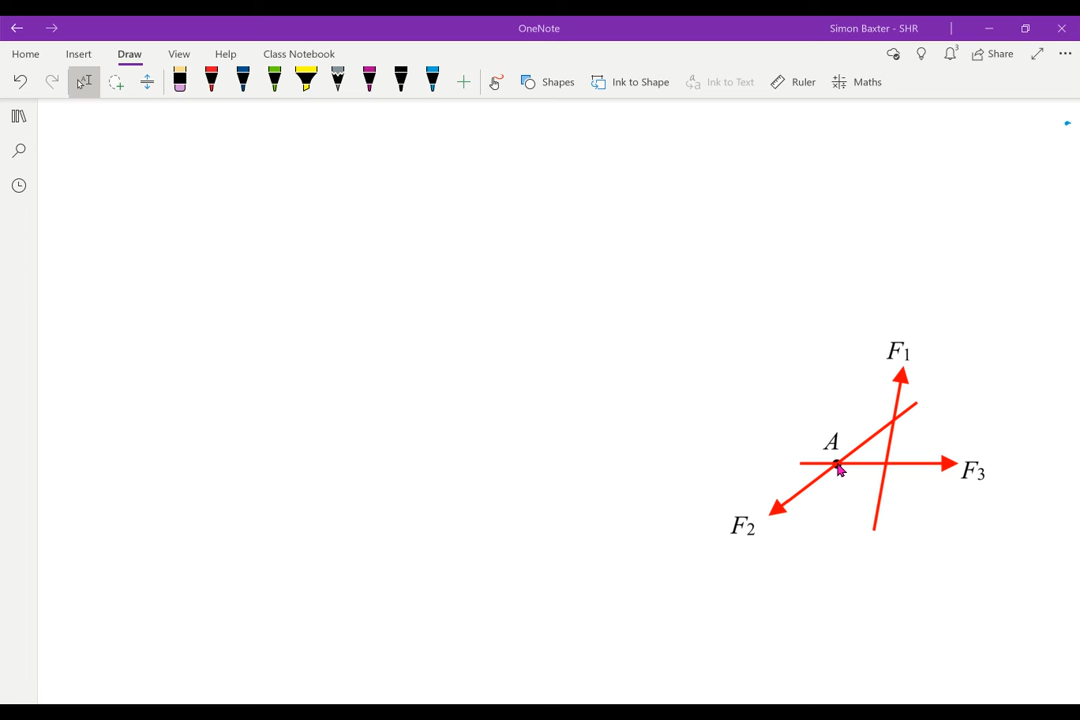 OneNote
Simon Baxter - SHR
Home Insert Draw View Help Class Notebook
3
Share
Shapes
Ink to Shape
Ink to Text
Ruler
Maths
F1
A
F3
F2